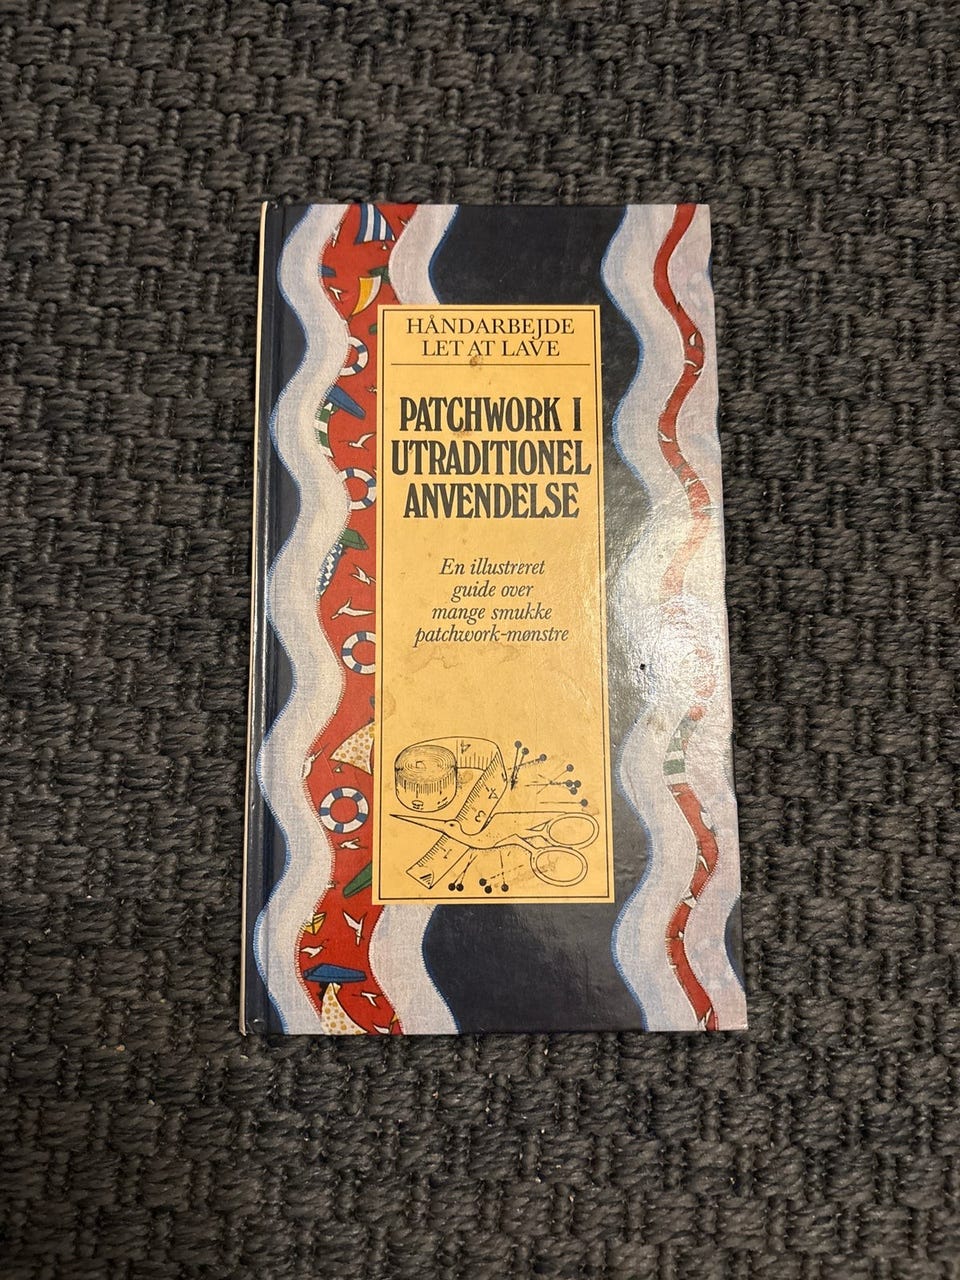 HÅNDARBEJDE
LET AT LAVE
PATCHWORK I
UTRADITIONEL
ANVENDELSE
En illustreret
guide over
mange smukke
patchwork-mønstre